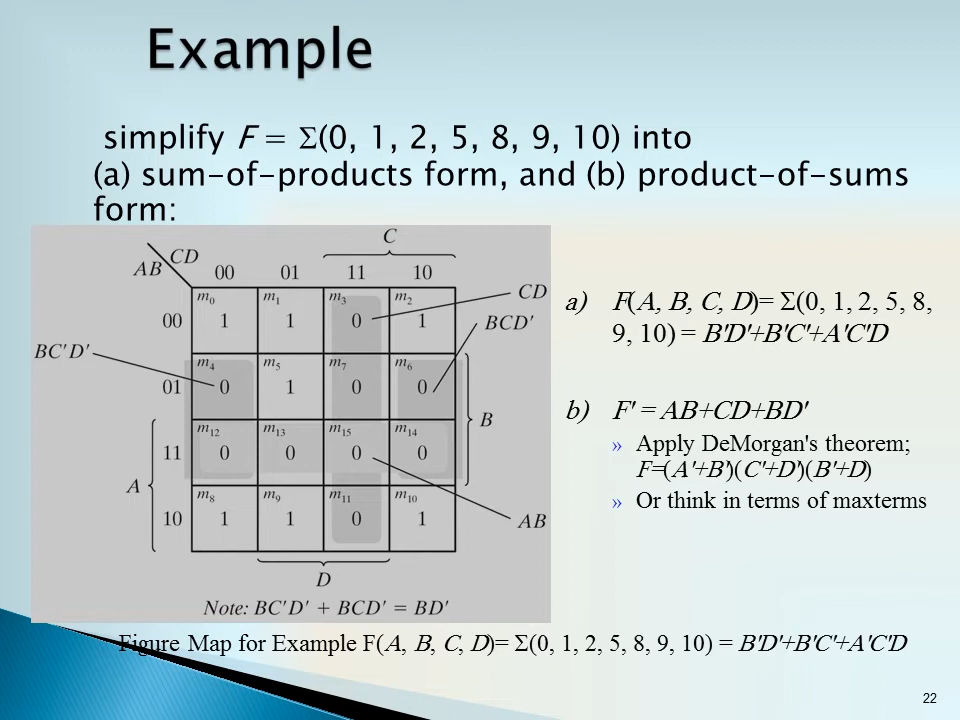 Example
simplify F = Σ(0, 1, 2, 5, 8, 9, 10) into
(a) sum-of-products form, and (b) product-of-sums
form:
C
AB CD 00 01 11 10
CD
BCD'
BC'D'
m0 m1 m3 m2
00 1 1 0 1
m4 m5 m7 m6
01 0 1 0 0
B
m12 m13 m15 m14
11 0 0 0 0
A
m8 m9 m11 m10
10 1 1 0 1
AB
D
Note: BC'D' + BCD' = BD'
a) F(A, B, C, D)= Σ(0, 1, 2, 5, 8,
9, 10) = B'D'+B'C'+A'C'D
b) F' = AB+CD+BD'
» Apply DeMorgan's theorem;
F=(A'+B')(C'+D')(B'+D)
» Or think in terms of maxterms
Figure Map for Example F(A, B, C, D)= Σ(0, 1, 2, 5, 8, 9, 10) = B'D'+B'C'+A'C'D
22